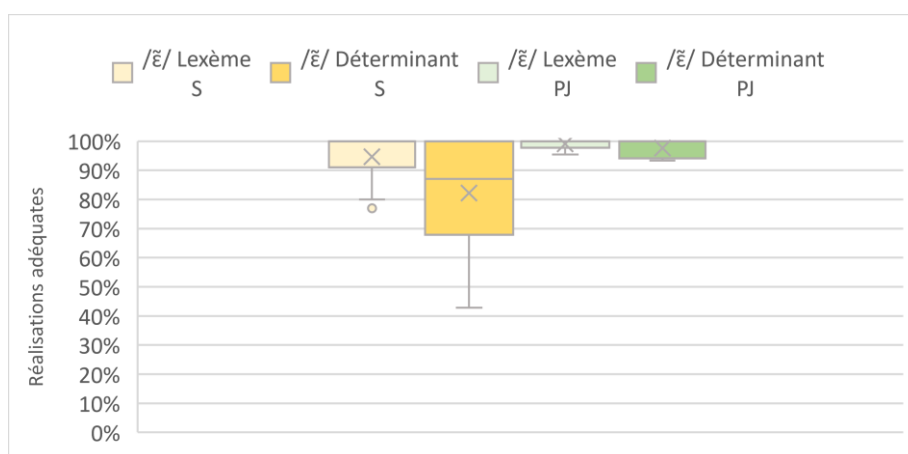 /ɛ̃/ Lexème S
/ɛ̃/ Déterminant S
/ɛ̃/ Lexème PJ
/ɛ̃/ Déterminant PJ
Réalisations adéquates
100%
90%
80%
70%
60%
50%
40%
30%
20%
10%
0%